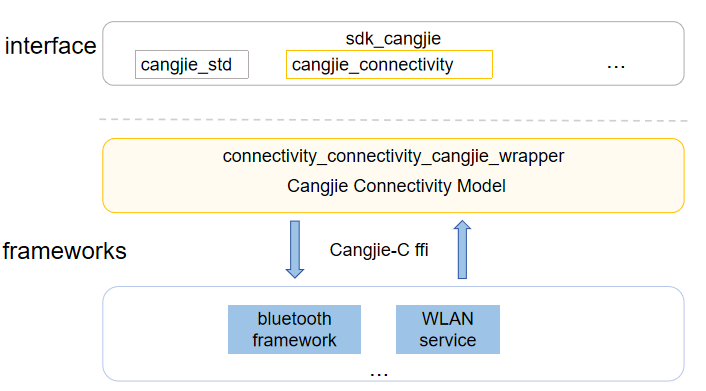 interface
sdk_cangjie
cangjie_std
cangjie_connectivity
...
connectivity_connectivity_cangjie_wrapper
Cangjie Connectivity Model
frameworks
Cangjie-C ffi
bluetooth
framework
WLAN
service
...